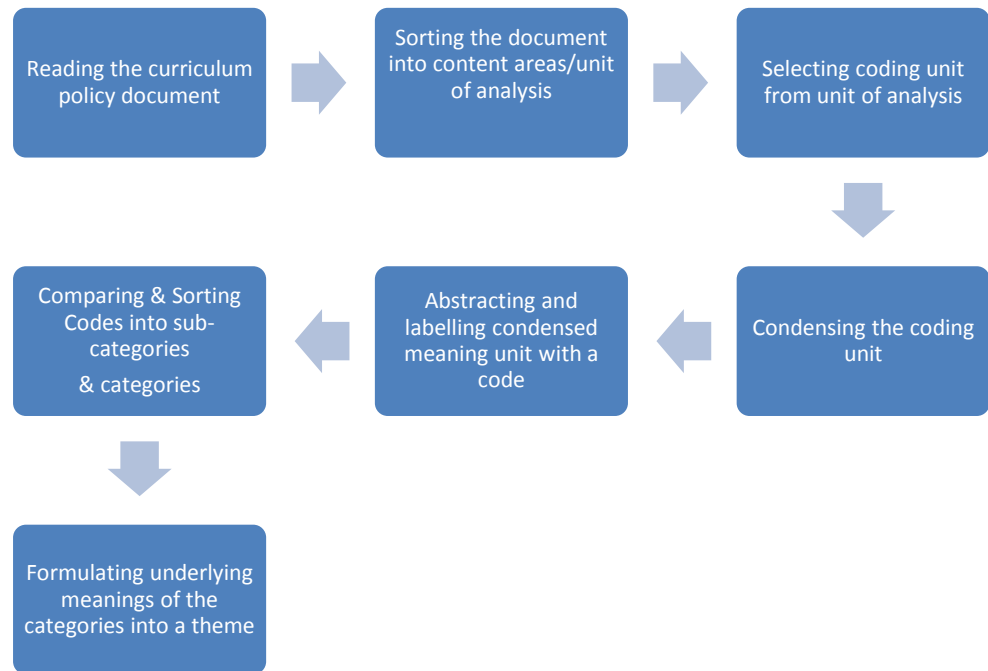 Reading the curriculum
policy document
Sorting the document
into content areas/unit
of analysis
Selecting coding unit
from unit of analysis
Condensing the coding
unit
Abstracting and
labelling condensed
meaning unit with a
code
Comparing & Sorting
Codes into sub-
categories
& categories
Formulating underlying
meanings of the
categories into a theme